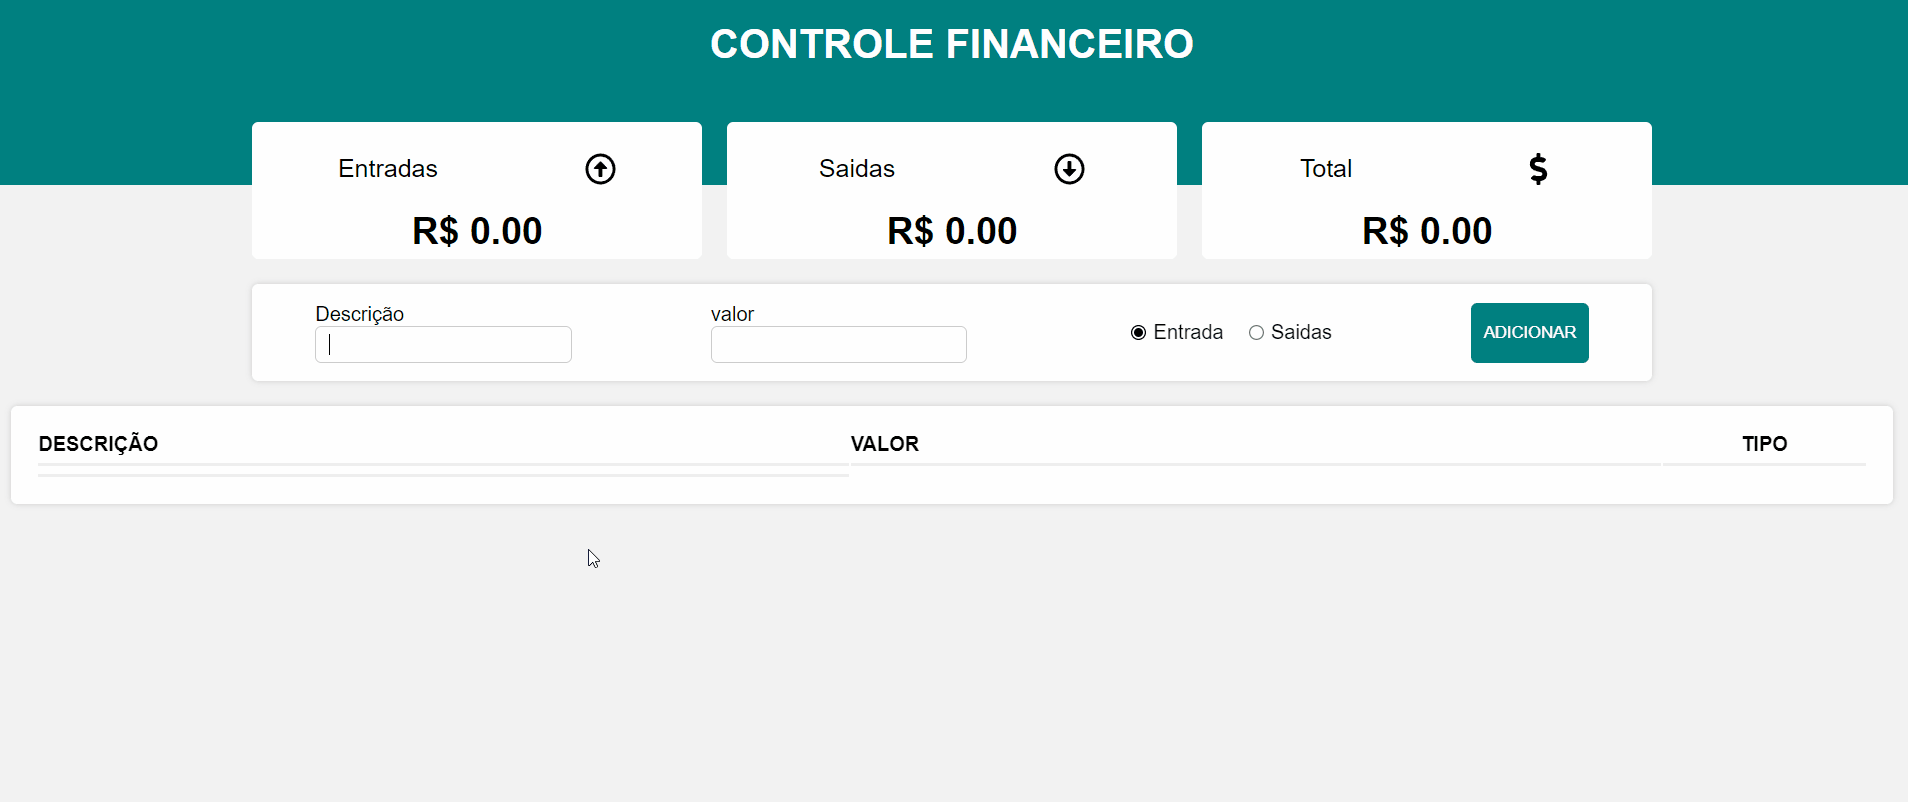 CONTROLE FINANCEIRO
Entradas
R$ 0.00
Saidas
R$ 0.00
Total
$
R$ 0.00
Descrição
valor
Entrada
Saidas
ADICIONAR
DESCRIÇÃO
VALOR
TIPO